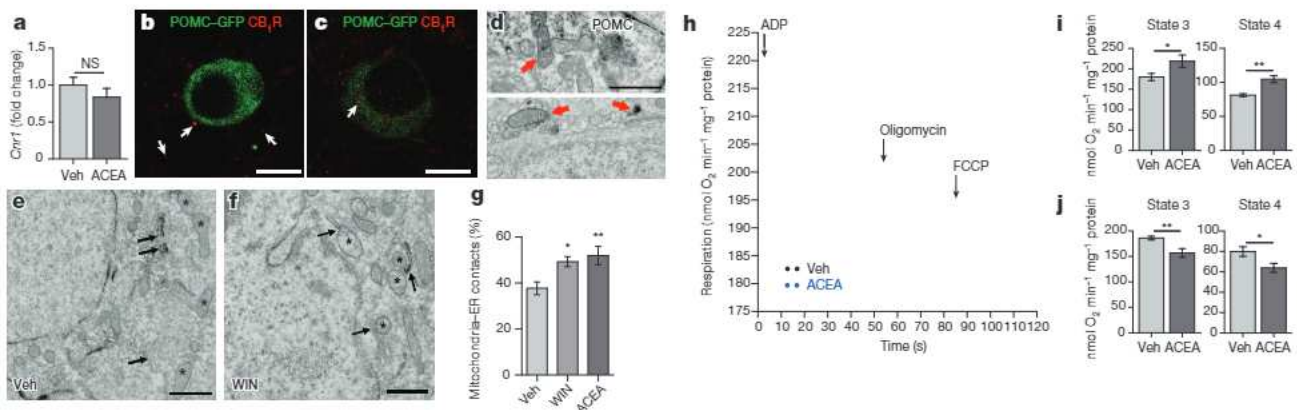 a
NS
Cnr1 (fold change)
1.5
1.0
0.5
0
Veh ACEA
b POMC–GFP CB1R
c POMC–GFP CB1R
d
POMC
e
Veh
f
WIN
g
Mitochondria–ER contacts (%)
60
40
20
0
* **
Veh WIN ACEA
h
Respiration (nmol O2 min−1 mg−1 protein)
225
220
215
210
205
200
195
190
185
180
175
ADP
Oligomycin
FCCP
Veh
ACEA
0 10 20 30 40 50 60 70 80 90 100 110 120
Time (s)
i
nmol O2 min−1 mg−1 protein
State 3
250
200
150
100
50
0
*
Veh ACEA
State 4
150
100
50
0
**
Veh ACEA
j
nmol O2 min−1 mg−1 protein
State 3
200
150
100
50
0
**
Veh ACEA
State 4
100
80
60
40
20
0
*
Veh ACEA